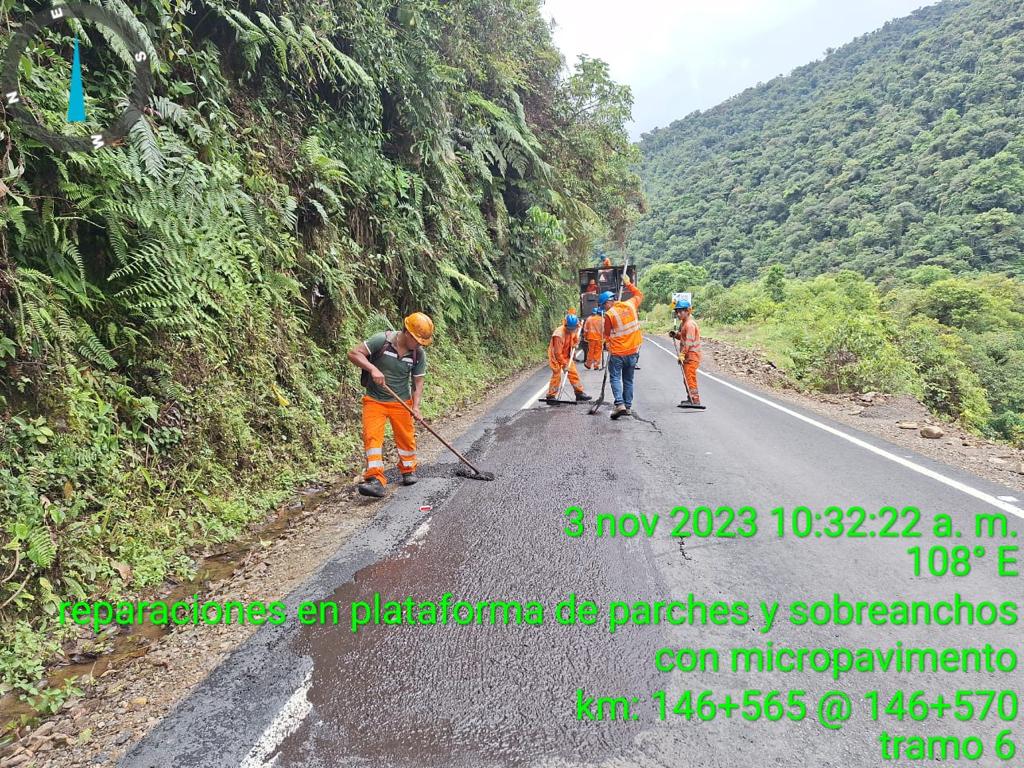 S
E
N
W
3 nov 2023 10:32:22 a. m.
108° E
reparaciones en plataforma de parches y sobreanchos
con micropavimento
km: 146+565 @ 146+570
tramo 6